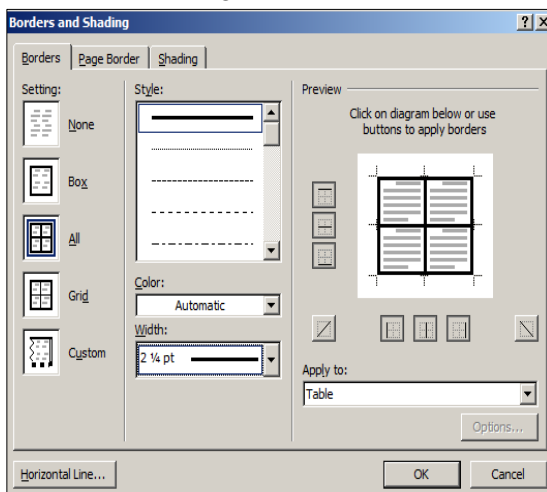 Borders and Shading
Borders
Page Border
Shading
Setting:
None
Box
All
Grid
Custom
Style:
Color:
Automatic
Width:
2 ¼ pt
Preview
Click on diagram below or use
buttons to apply borders
Apply to:
Table
Options...
Horizontal Line...
OK
Cancel